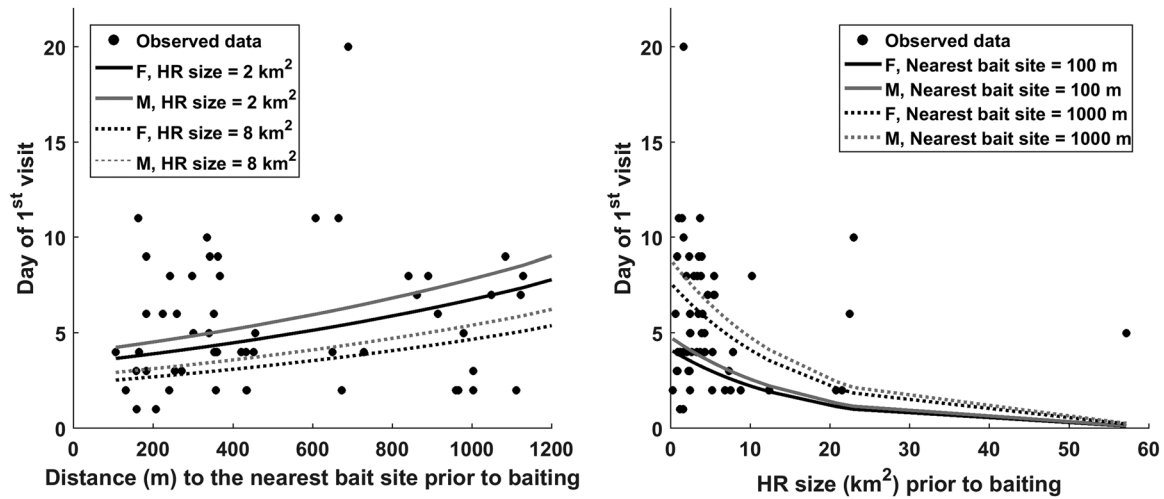 20
15
10
5
0
Day of 1st visit
Observed data
F, HR size = 2 km2
M, HR size = 2 km2
F, HR size = 8 km2
M, HR size = 8 km2
0 200 400 600 800 1000 1200
Distance (m) to the nearest bait site prior to baiting
20
15
10
5
0
Day of 1st visit
Observed data
F, Nearest bait site = 100 m
M, Nearest bait site = 100 m
F, Nearest bait site = 1000 m
M, Nearest bait site = 1000 m
0 10 20 30 40 50 60
HR size (km2) prior to baiting